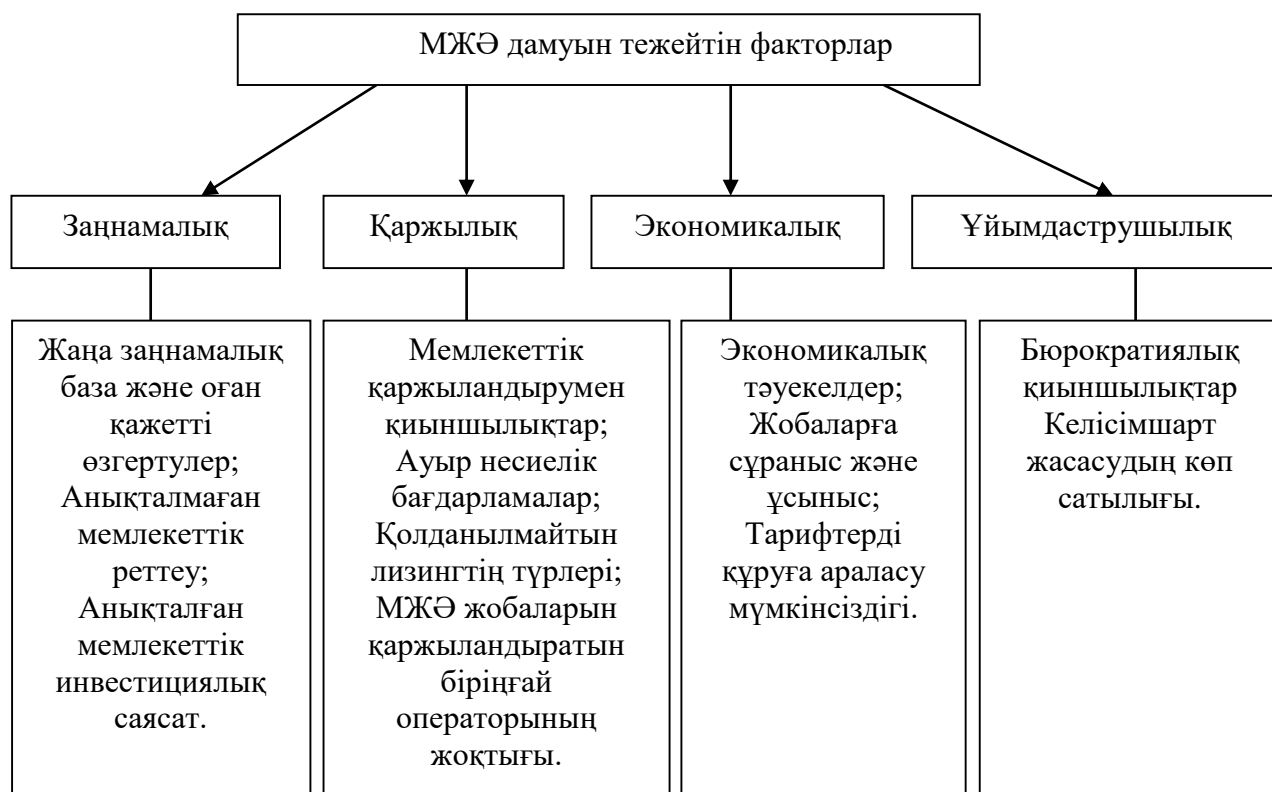 МЖӘ дамуын тежейтін факторлар
Заңнамалық
Қаржылық
Экономикалық
Ұйымдаструшылық
Жаңа заңнамалық
база және оған
қажетті
өзгертулер;
Анықталмаған
мемлекеттік
реттеу;
Анықталған
мемлекеттік
инвестициялық
саясат.
Мемлекеттік
қаржыландырумен
қиыншылықтар;
Ауыр несиелік
бағдарламалар;
Қолданылмайтын
лизингтің түрлері;
МЖӘ жобаларын
қаржыландыратын
біріңғай
операторының
жоқтығы.
Экономикалық
тәуекелдер;
Жобаларға
сұраныс және
ұсыныс;
Тарифтерді
құруға араласу
мүмкінсіздігі.
Бюрократиялық
қиыншылықтар
Келісімшарт
жасасудың көп
сатылығы.